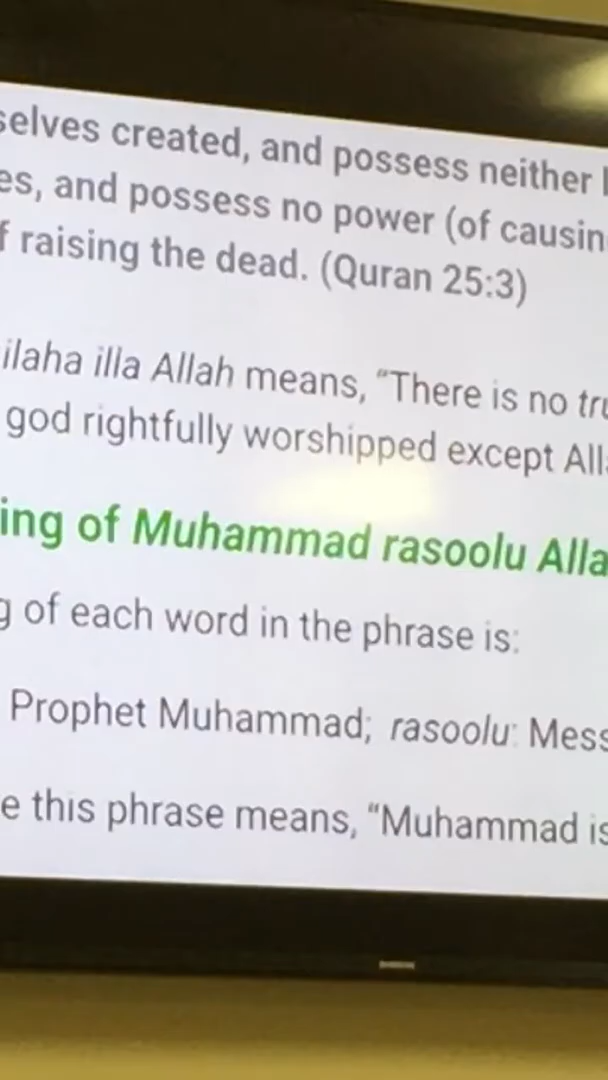 selves created, and possess neither
es, and possess no power (of causin
f raising the dead. (Quran 25:3)
ilaha illa Allah means, “There is no tru
god rightfully worshipped except Alla
ing of Muhammad rasoolu Alla
g of each word in the phrase is:
Prophet Muhammad; rasoolu: Mess
e this phrase means, “Muhammad is